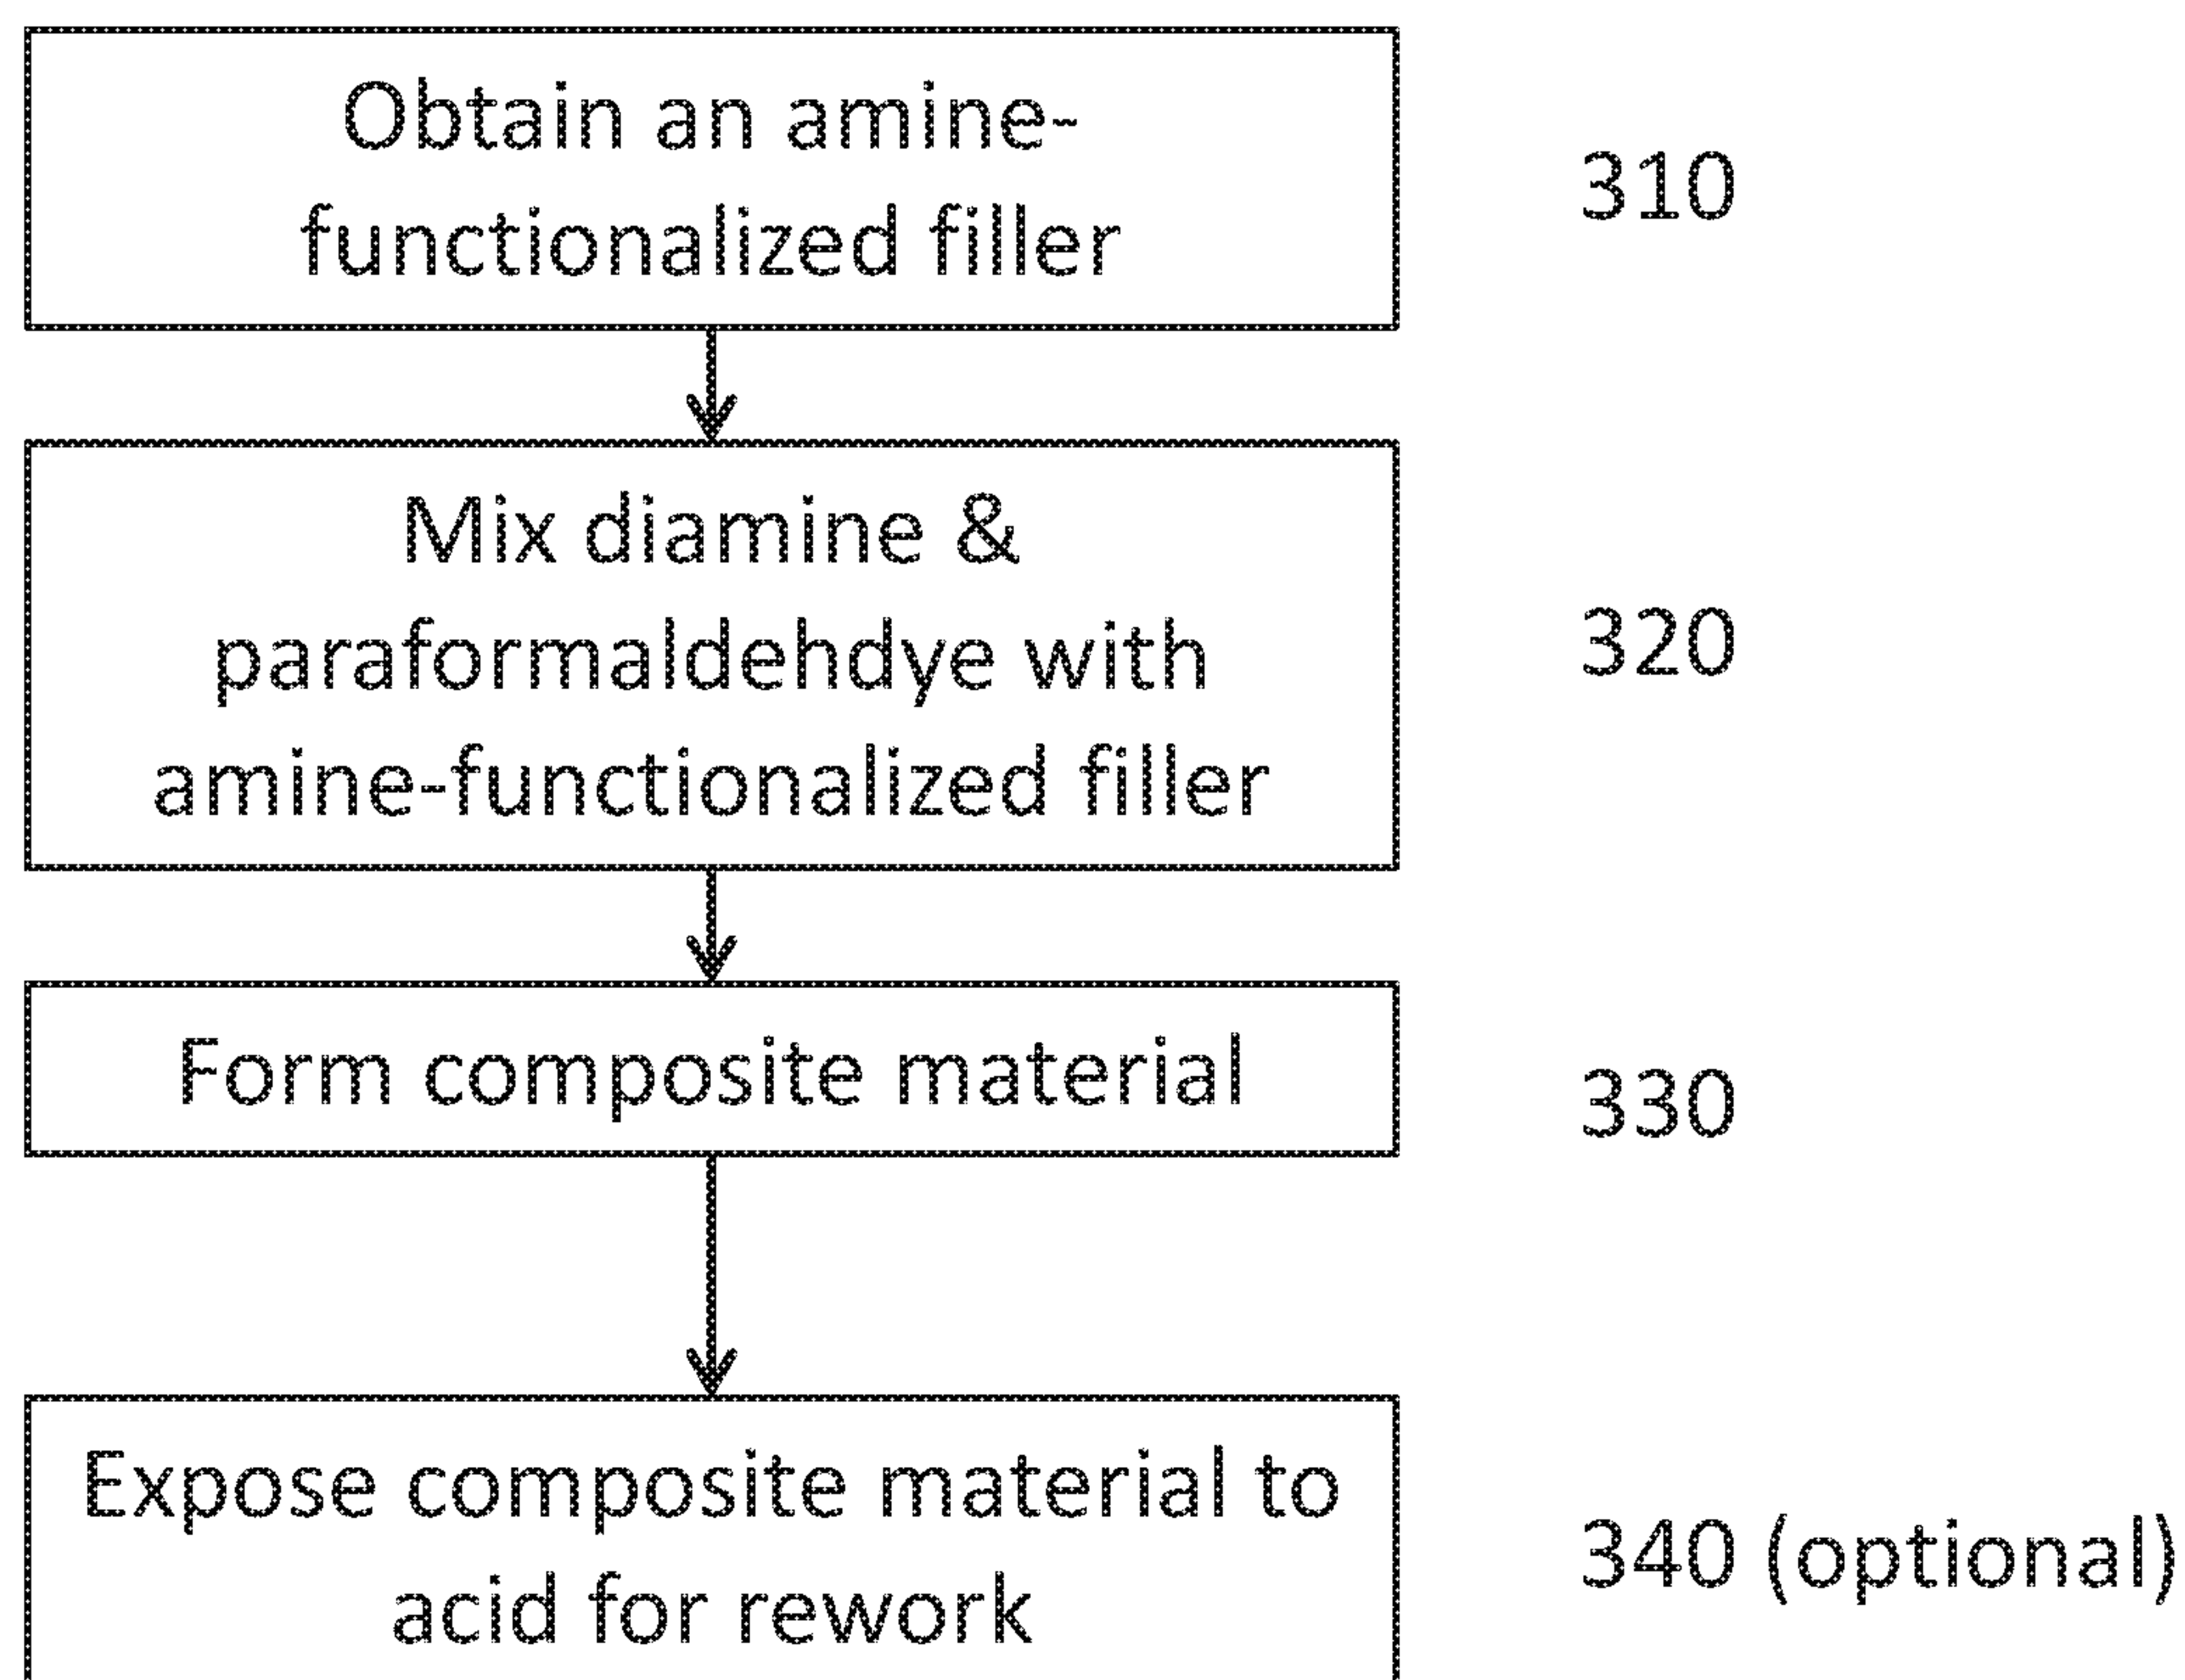 Obtain an amine-
functionalized filler
310
Mix diamine &
paraformaldehdye with
amine-functionalized filler
320
Form composite material
330
Expose composite material to
acid for rework
340 (optional)